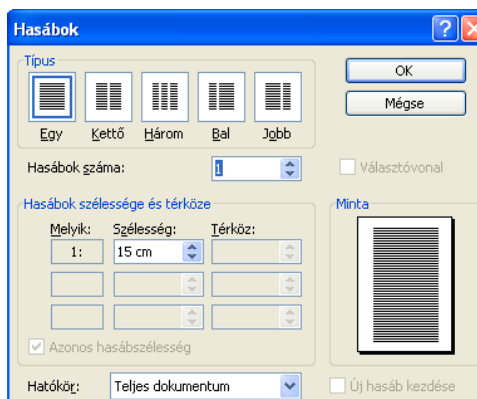 Hasábok
Típus
Egy Kettő Három Bal Jobb
OK
Mégse
Hasábok száma: 1
Választóvonal
Hasábok szélessége és térköze
Melyik: Szélesség: Térköz:
1: 15 cm
Azonos hasábszélesség
Minta
Hatókör: Teljes dokumentum
Új hasáb kezdése